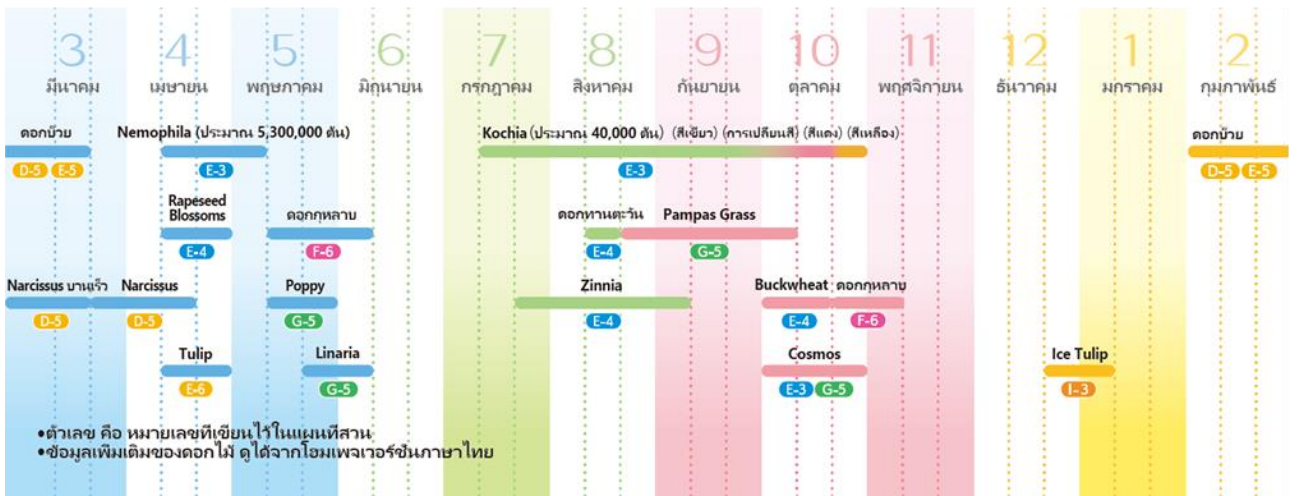 3 4 5 6 7 8 9 10 11 12 1 2
มีนาคม เมษายน พฤษภาคม มิถุนายน กรกฎาคม สิงหาคม กันยายน ตุลาคม พฤศจิกายน ธันวาคม มกราคม กุมภาพันธ์
ดอกบ๊วย Nemophila (ประมาณ 5,300,000 ต้น) Kochia (ประมาณ 40,000 ต้น) (สีเขียว) (การเปลี่ยนสี) (สีแดง) (สีเหลือง) ดอกบ๊วย
D-5 E-5 E-3 E-3 D-5 E-5
Rapeseed
Blossoms ดอกกุหลาบ ดอกทานตะวัน Pampas Grass
E-4 F-6 E-4 G-5
Narcissus บานเร็ว Narcissus Poppy Zinnia Buckwheat ดอกกุหลาบ
D-5 D-5 G-5 E-4 E-4 F-6
Tulip Linaria Cosmos Ice Tulip
E-6 G-5 E-3 G-5 I-3
•ตัวเลข คือ หมายเลขที่เขียนไว้ในแผนที่สวน
•ข้อมูลเพิ่มเติมของดอกไม้ ดูได้จากโฮมเพจเวอร์ชั่นภาษาไทย